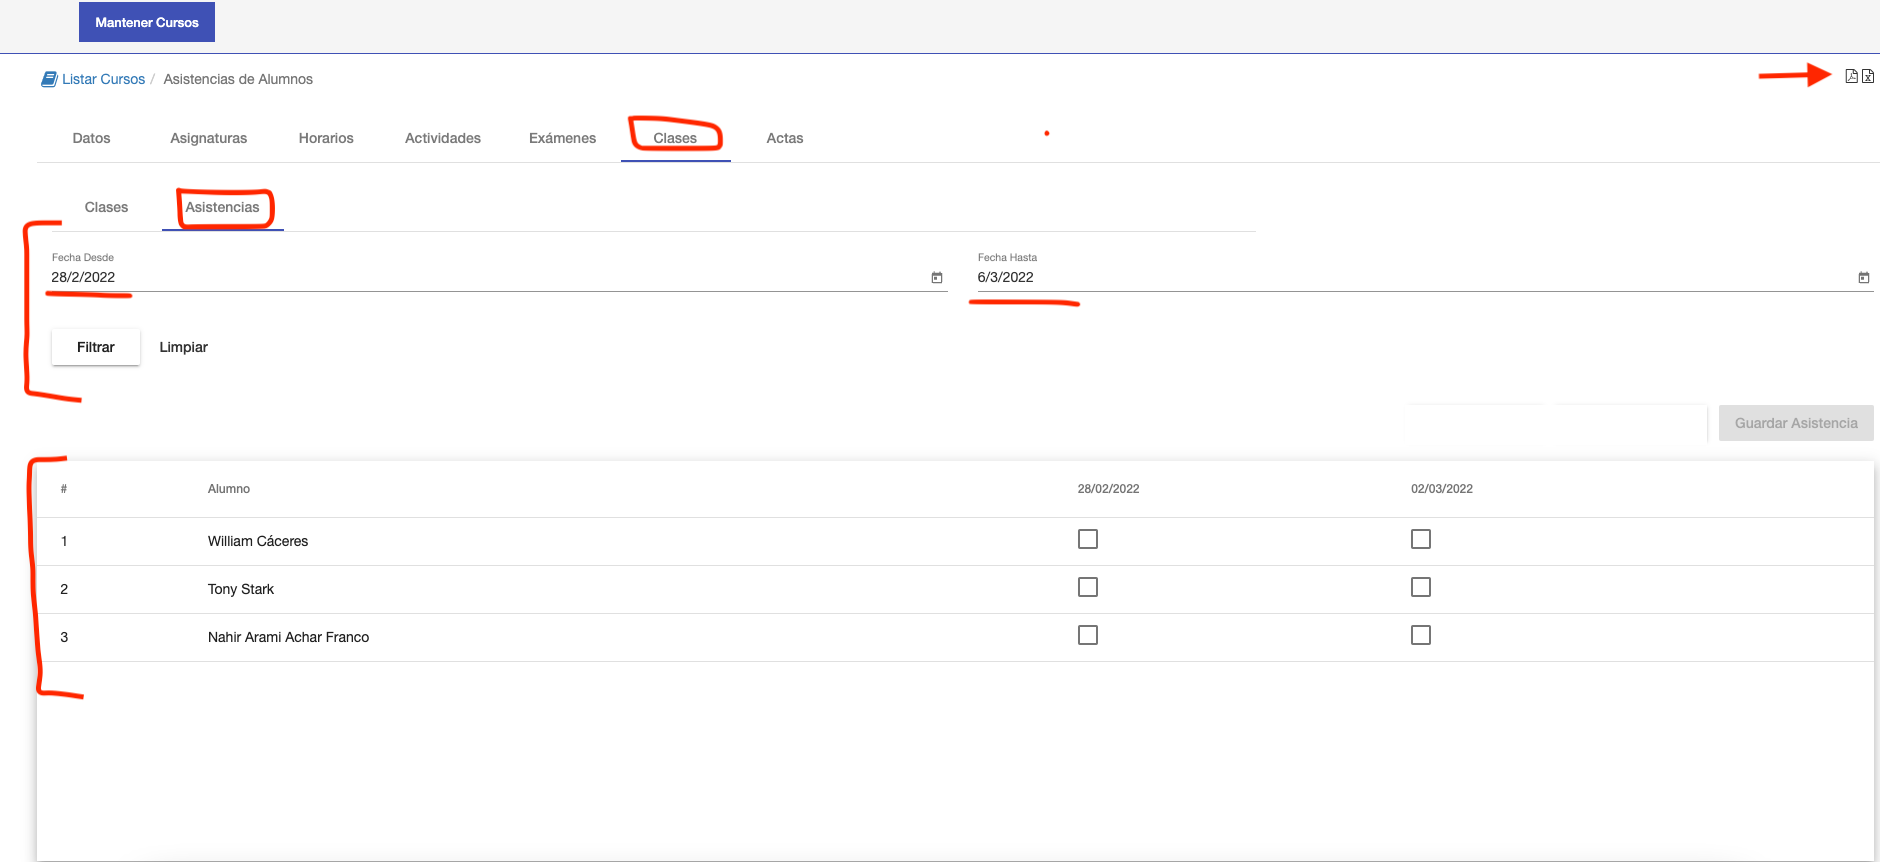 Mantener Cursos
Listar Cursos / Asistencias de Alumnos
Datos Asignaturas Horarios Actividades Exámenes Clases Actas
Clases Asistencias
Fecha Desde Fecha Hasta
28/2/2022 6/3/2022
Filtrar Limpiar
Guardar Asistencia
# Alumno 28/02/2022 02/03/2022
1 William Cáceres
2 Tony Stark
3 Nahir Arami Achar Franco